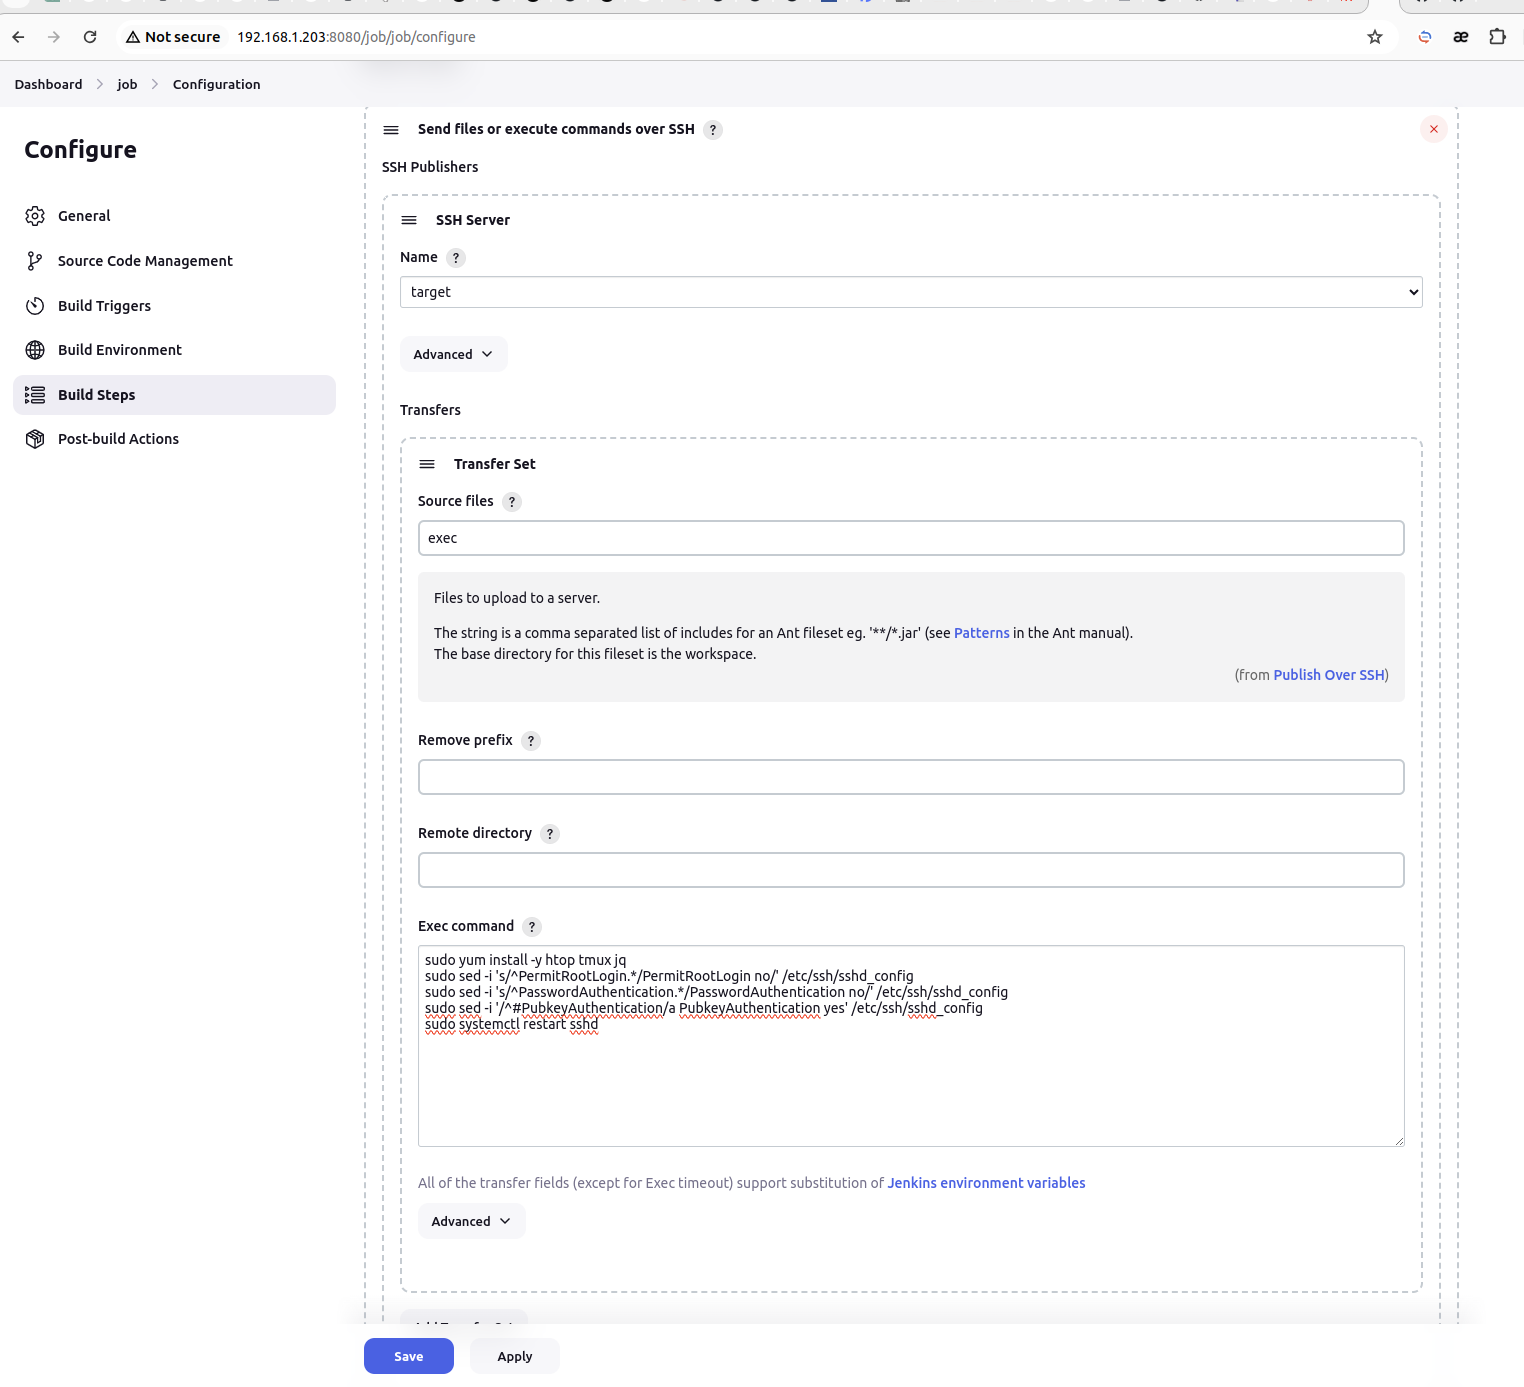 Not secure 192.168.1.203:8080/job/job/configure
Dashboard job Configuration
Configure
General
Source Code Management
Build Triggers
Build Environment
Build Steps
Post-build Actions
Send files or execute commands over SSH ?
SSH Publishers
SSH Server
Name ?
target
Advanced
Transfers
Transfer Set
Source files ?
exec
Files to upload to a server.
The string is a comma separated list of includes for an Ant fileset eg. '**/*.jar' (see Patterns in the Ant manual).
The base directory for this fileset is the workspace.
(from Publish Over SSH)
Remove prefix ?
Remote directory ?
Exec command ?
sudo yum install -y htop tmux jq
sudo sed -i 's/^PermitRootLogin.*/PermitRootLogin no/' /etc/ssh/sshd_config
sudo sed -i 's/^PasswordAuthentication.*/PasswordAuthentication no/' /etc/ssh/sshd_config
sudo sed -i '/^#PubkeyAuthentication/a PubkeyAuthentication yes' /etc/ssh/sshd_config
sudo systemctl restart sshd
All of the transfer fields (except for Exec timeout) support substitution of Jenkins environment variables
Advanced
Save
Apply